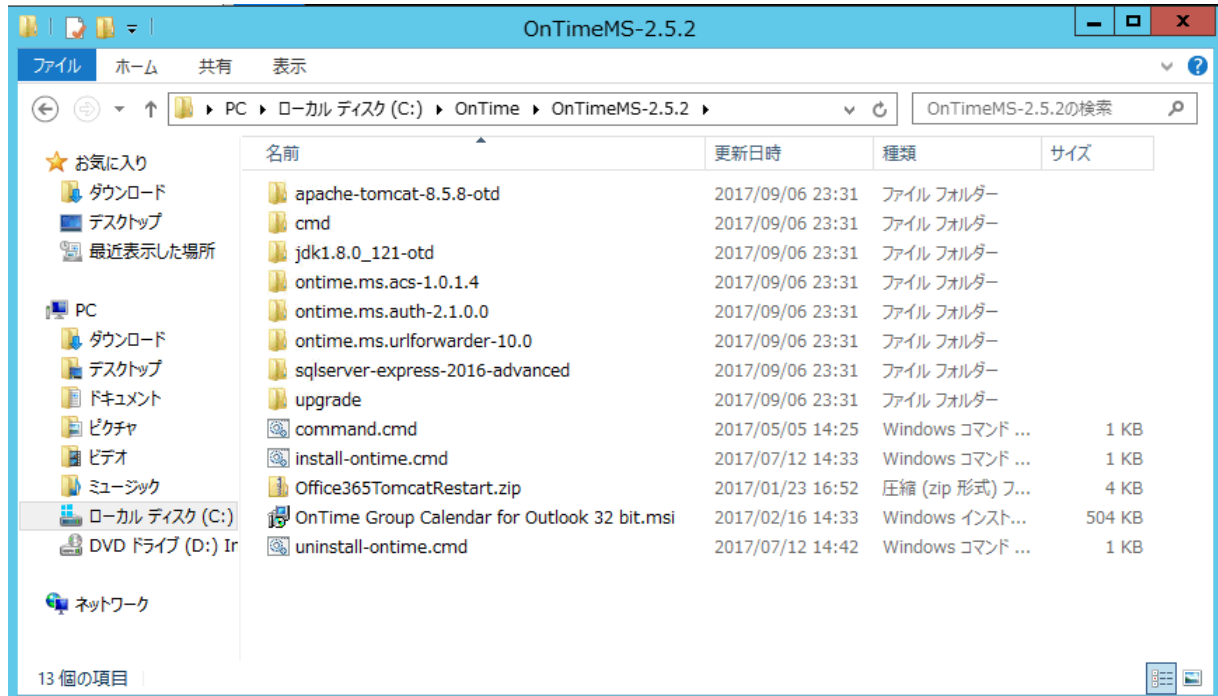 OnTimeMS-2.5.2
ファイル ホーム 共有 表示
PC ローカル ディスク (C:) OnTime OnTimeMS-2.5.2 OnTimeMS-2.5.2の検索
名前 更新日時 種類 サイズ
お気に入り
ダウンロード
デスクトップ
最近表示した場所
PC
ダウンロード
デスクトップ
ドキュメント
ピクチャ
ビデオ
ミュージック
ローカル ディスク (C:)
DVD ドライブ (D:) Ir
ネットワーク
apache-tomcat-8.5.8-otd 2017/09/06 23:31 ファイル フォルダー
cmd 2017/09/06 23:31 ファイル フォルダー
jdk1.8.0_121-otd 2017/09/06 23:31 ファイル フォルダー
ontime.ms.acs-1.0.1.4 2017/09/06 23:31 ファイル フォルダー
ontime.ms.auth-2.1.0.0 2017/09/06 23:31 ファイル フォルダー
ontime.ms.urlforwarder-10.0 2017/09/06 23:31 ファイル フォルダー
sqlserver-express-2016-advanced 2017/09/06 23:31 ファイル フォルダー
upgrade 2017/09/06 23:31 ファイル フォルダー
command.cmd 2017/05/05 14:25 Windows コマンド ... 1 KB
install-ontime.cmd 2017/07/12 14:33 Windows コマンド ... 1 KB
Office365TomcatRestart.zip 2017/01/23 16:52 圧縮 (zip 形式) フ... 4 KB
OnTime Group Calendar for Outlook 32 bit.msi 2017/02/16 14:33 Windows インスト... 504 KB
uninstall-ontime.cmd 2017/07/12 14:42 Windows コマンド ... 1 KB
13 個の項目